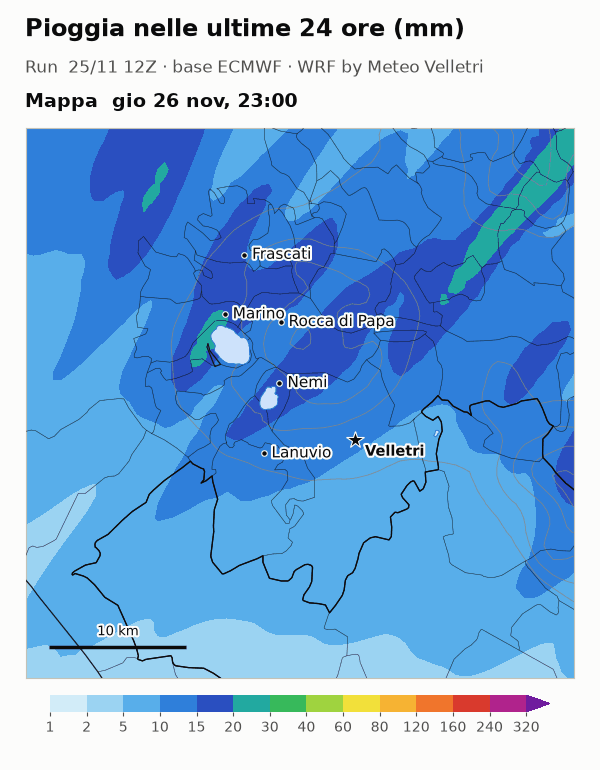 Pioggia nelle ultime 24 ore (mm)
Run  25/11 12Z · base ECMWF · WRF by Meteo Velletri
Mappa  gio 26 nov, 23:00
Frascati
Marino
Rocca di Papa
Nemi
Lanuvio
Velletri
10 km
1 2 5 10 15 20 30 40 60 80 120 160 240 320